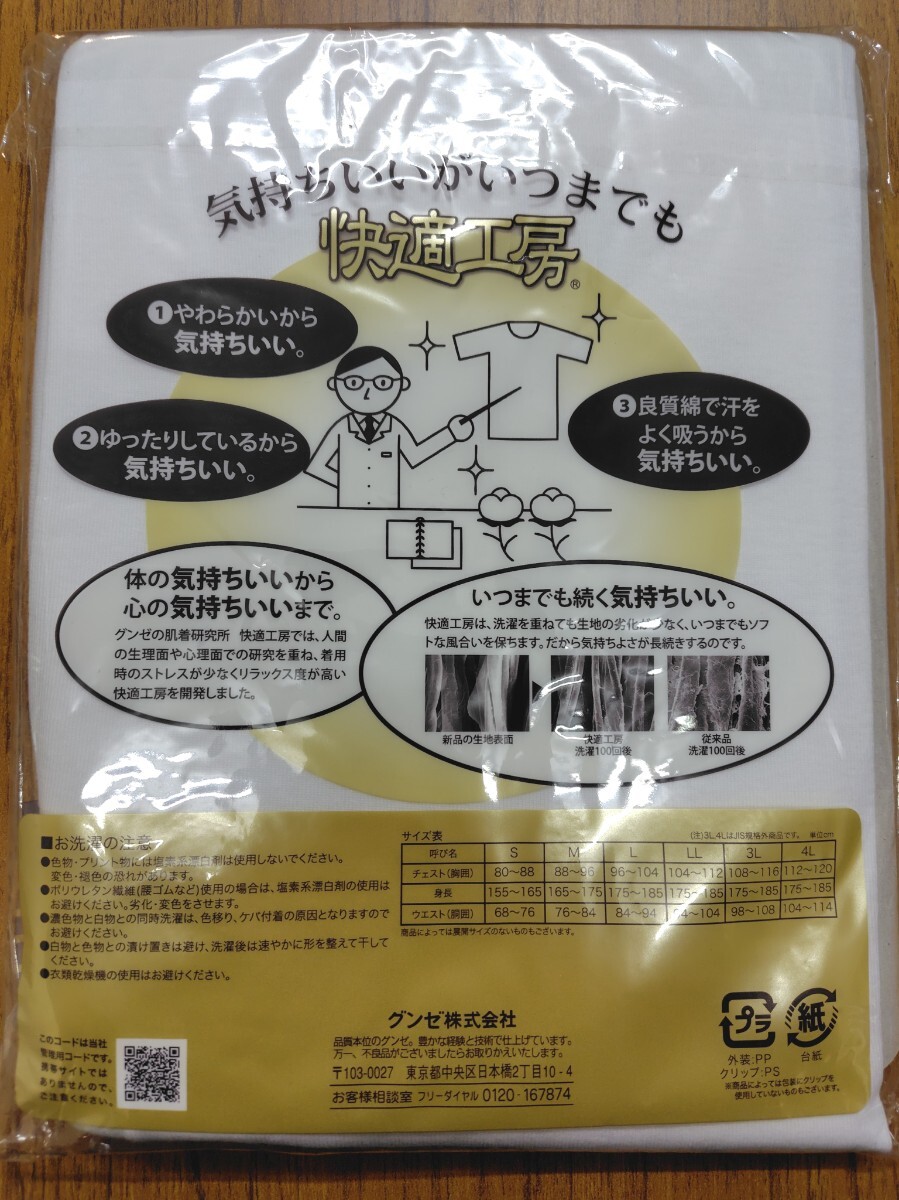 気持ちいいがいつまでも
快適工房®
❶やわらかいから
気持ちいい。
❷ゆったりしているから
気持ちいい。
❸良質綿で汗を
よく吸うから
気持ちいい。
体の気持ちいいから
心の気持ちいいまで。
グンゼの肌着研究所 快適工房では、人間
の生理面や心理面での研究を重ね、着用
時のストレスが少なくリラックス度が高い
快適工房を開発しました。
いつまでも続く気持ちいい。
快適工房は、洗濯を重ねても生地の劣化が少なく、いつまでもソフ
トな風合いを保ちます。だから気持ちよさが長続きするのです。
新品の生地表面
快適工房
洗濯100回後
従来品
洗濯100回後
■お洗濯の注意
●色物・プリント物には塩素系漂白剤は使用しないでください。
変色・褪色の恐れがあります。
●ポリウレタン繊維(腰ゴムなど)使用の場合は、塩素系漂白剤の使用は
お避けください。劣化・変色をさせます。
●濃色物と白物との同時洗濯は、色移り、ケバ付着の原因となりますので
お避けください。
●白物と色物との漬け置きは避け、洗濯後は速やかに形を整えて干して
ください。
●衣類乾燥機の使用はお避けください。
サイズ表 (注)3L、4LはJIS規格外商品です。 単位cm
呼び名 S M L LL 3L 4L
チェスト(胸囲) 80〜88 88〜96 96〜104 104〜112 108〜116 112〜120
身長 155〜165 165〜175 175〜185 175〜185 175〜185 175〜185
ウエスト(胴囲) 68〜76 76〜84 84〜94 94〜104 98〜108 104〜114
商品によっては展開サイズのないものもございます。
このコードは当社
管理用コードです。
携帯サイトでは
ありませんので、
ご注意ください。
グンゼ株式会社
品質本位のグンゼ。豊かな経験と技術で仕上げています。
万一、不良品がございましたらお取りかえいたします。
〒103-0027 東京都中央区日本橋2丁目10-4
お客様相談室 フリーダイヤル 0120-167874
プラ
紙
外装:PP
クリップ:PS
台紙
※商品によっては包装にクリップを
使用していないものもございます。